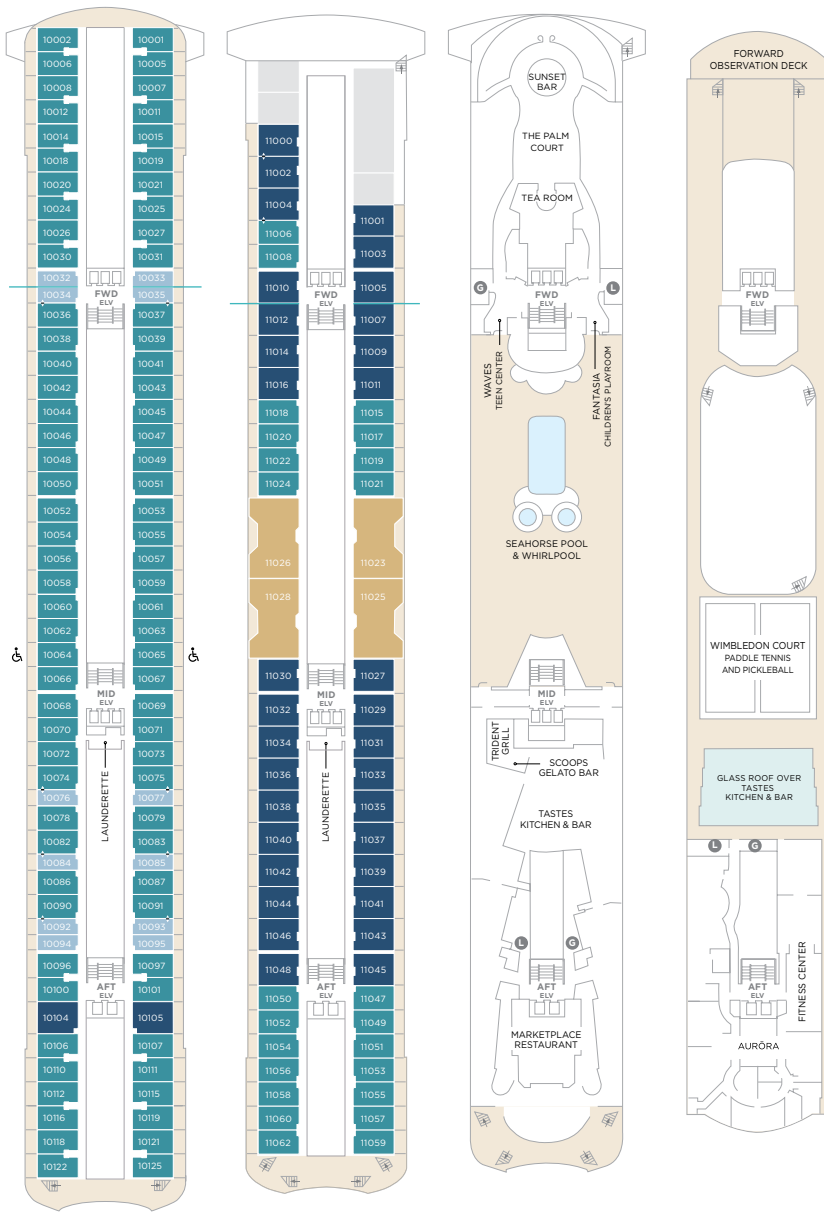 10002
10006
10008
10012
10014
10018
10020
10024
10026
10030
10032
10034
10036
10038
10040
10042
10044
10046
10048
10050
10052
10054
10056
10058
10060
10062
10064
10066
10068
10070
10072
10074
10076
10078
10082
10084
10086
10090
10092
10094
10096
10100
10104
10106
10110
10112
10116
10118
10122
FWD
ELV
MID
ELV
LAUNDERETTE
AFT
ELV
10001
10005
10007
10011
10015
10019
10021
10025
10027
10031
10033
10035
10037
10039
10041
10043
10045
10047
10049
10051
10053
10055
10057
10059
10061
10063
10065
10067
10069
10071
10073
10075
10077
10079
10083
10085
10087
10091
10093
10095
10097
10101
10105
10107
10111
10115
10119
10121
10125
11000
11002
11004
11006
11008
11010
11012
11014
11016
11018
11020
11022
11024
11026
11028
11030
11032
11034
11036
11038
11040
11042
11044
11046
11048
11050
11052
11054
11056
11058
11060
11062
FWD
ELV
MID
ELV
LAUNDERETTE
AFT
ELV
11001
11003
11005
11007
11009
11011
11015
11017
11019
11021
11023
11025
11027
11029
11031
11033
11035
11037
11039
11041
11043
11045
11047
11049
11051
11053
11055
11057
11059
SUNSET
BAR
THE PALM
COURT
TEA ROOM
G
FWD
ELV
L
WAVES
TEEN CENTER
FANTASIA
CHILDREN'S PLAYROOM
SEAHORSE POOL
& WHIRLPOOL
MID
ELV
TRIDENT
GRILL
SCOOPS
GELATO BAR
TASTES
KITCHEN & BAR
L
G
AFT
ELV
MARKETPLACE
RESTAURANT
FORWARD
OBSERVATION DECK
FWD
ELV
WIMBLEDON COURT
PADDLE TENNIS
AND PICKLEBALL
GLASS ROOF OVER
TASTES
KITCHEN & BAR
L
G
FITNESS CENTER
AFT
ELV
AURŌRA